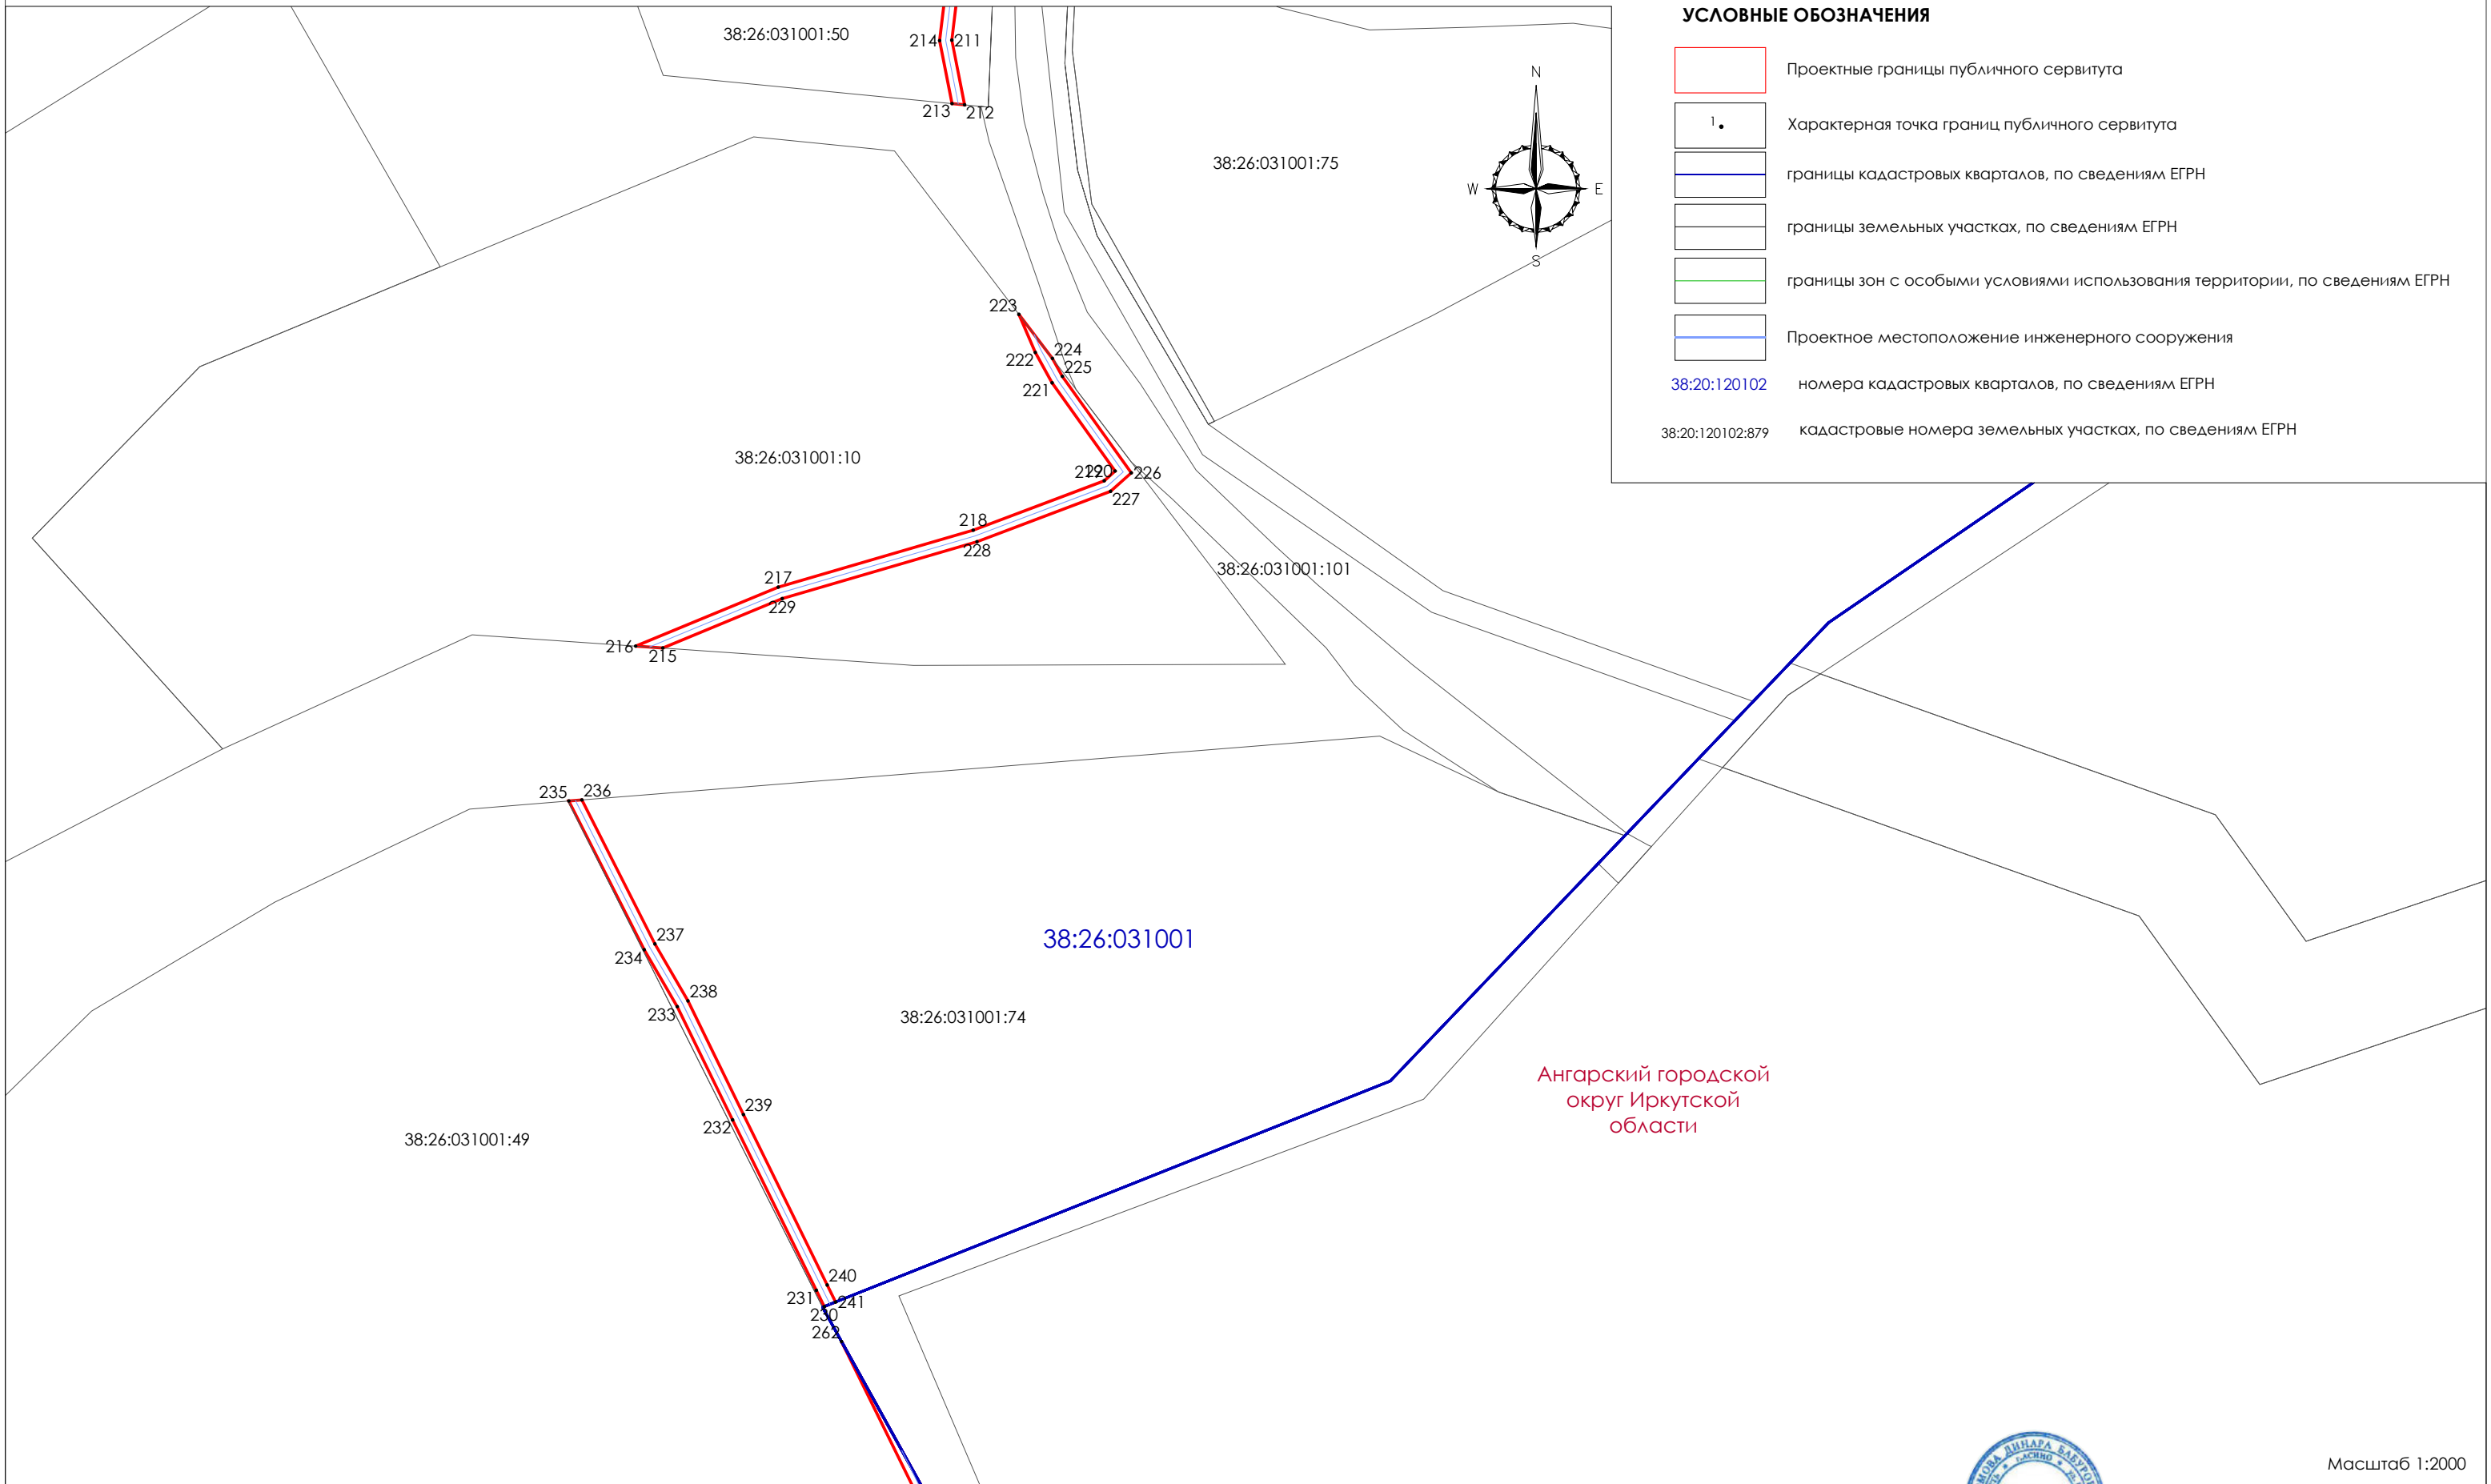 УСЛОВНЫЕ ОБОЗНАЧЕНИЯ
Проектные границы публичного сервитута
1
Характерная точка границ публичного сервитута
границы кадастровых кварталов, по сведениям ЕГРН
границы земельных участках, по сведениям ЕГРН
границы зон с особыми условиями использования территории, по сведениям ЕГРН
Проектное местоположение инженерного сооружения
38:20:120102 номера кадастровых кварталов, по сведениям ЕГРН
38:20:120102:879 кадастровые номера земельных участках, по сведениям ЕГРН
38:26:031001:50
214
211
213
212
38:26:031001:75
N
W
E
S
223
224
222
225
221
38:26:031001:10
219
220
226
227
218
228
38:26:031001:101
217
229
216
215
235
236
237
234
38:26:031001
238
233
38:26:031001:74
Ангарский городской
округ Иркутской
области
239
232
38:26:031001:49
240
231
241
230
262
ДИНАРА
г.АСИНО
Масштаб 1:2000